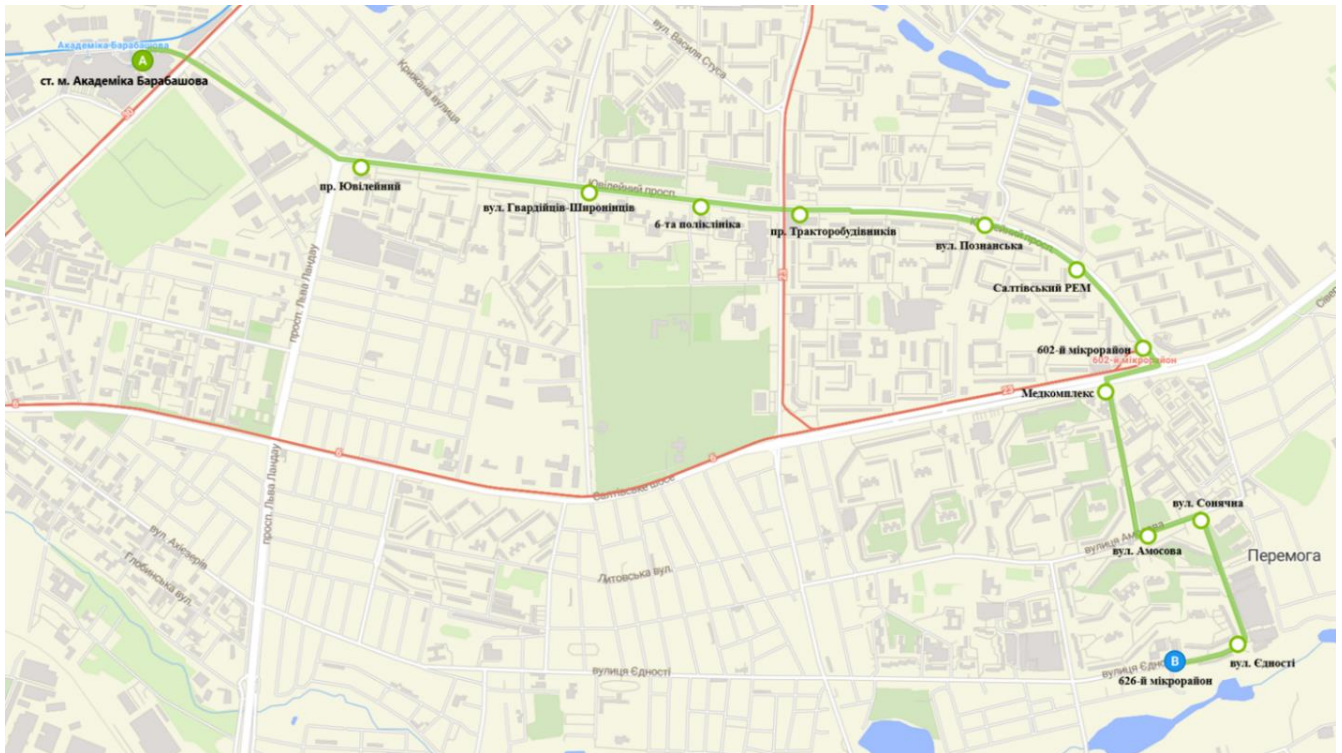 Академіка Барабашова
А
ст. м. Академіка Барабашова
Крижана вулиця
вул. Василя Стуса
пр. Ювілейний
Ювілейний просп.
вул. Гвардійців-Широнінців
6-та поліклініка
пр. Тракторобудівників
вул. Познанська
Салтівський РЕМ
602-й мікрорайон
602-й мікрорайон
Медкомплекс
просп. Льва Ландау
просп. Льва Ландау
Салтівське шосе
вул. Сонячна
вулиця Амосова
вул. Амосова
Перемога
вул. Ахієзерів
Глобинська вул.
Литовська вул.
вулиця Єдності
В
вул. Єдності
626-й мікрорайон